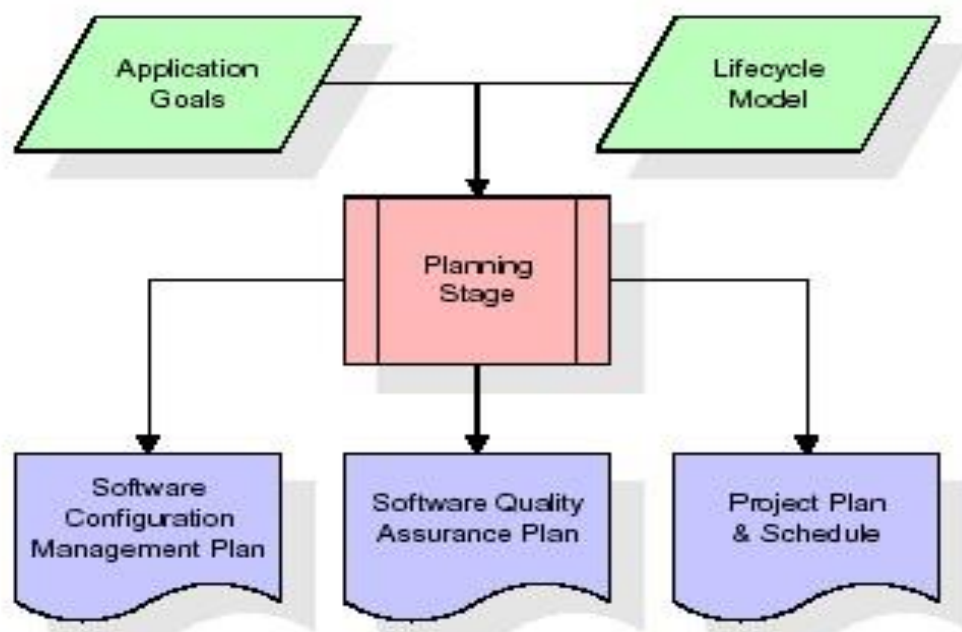 Application
Goals
Lifecycle
Model
Planning
Stage
Software
Configuration
Management Plan
Software Quality
Assurance Plan
Project Plan
& Schedule